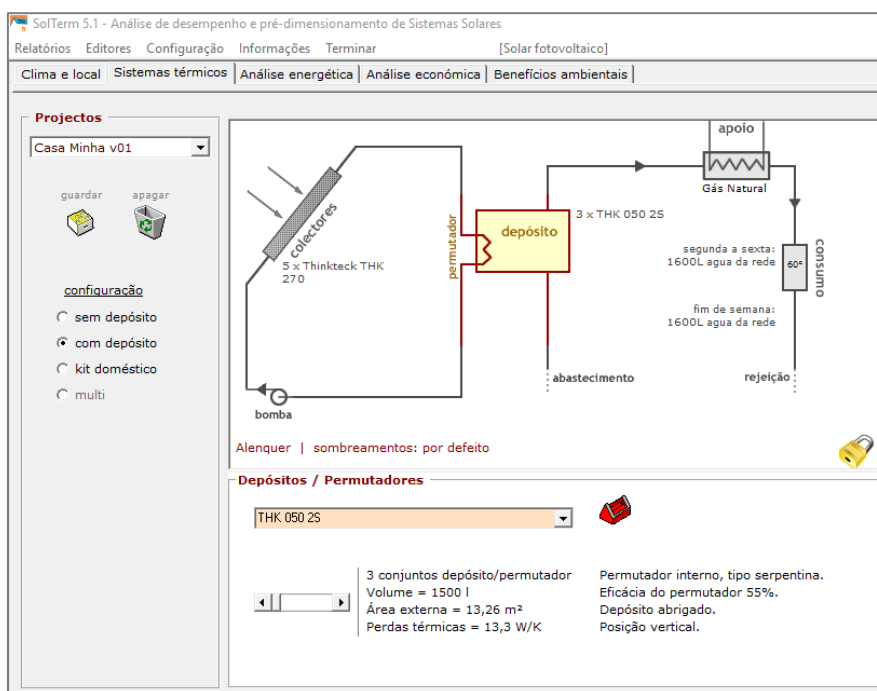 SolTerm 5.1 - Análise de desempenho e pré-dimensionamento de Sistemas Solares
Relatórios Editores Configuração Informações Terminar [Solar fotovoltaico]
Clima e local Sistemas térmicos Análise energética Análise económica Benefícios ambientais
Projectos
Casa Minha v01
guardar apagar
configuração
sem depósito
com depósito
kit doméstico
multi
apoio
Gás Natural
colectores
5 x Thinkteck THK
270
permutador
depósito
3 x THK 050 2S
segunda a sexta:
1600L agua da rede
60º
consumo
fim de semana:
1600L agua da rede
abastecimento
rejeição
bomba
Alenquer | sombreamentos: por defeito
Depósitos / Permutadores
THK 050 2S
3 conjuntos depósito/permutador
Volume = 1500 l
Área externa = 13,26 m²
Perdas térmicas = 13,3 W/K
Permutador interno, tipo serpentina.
Eficácia do permutador 55%.
Depósito abrigado.
Posição vertical.